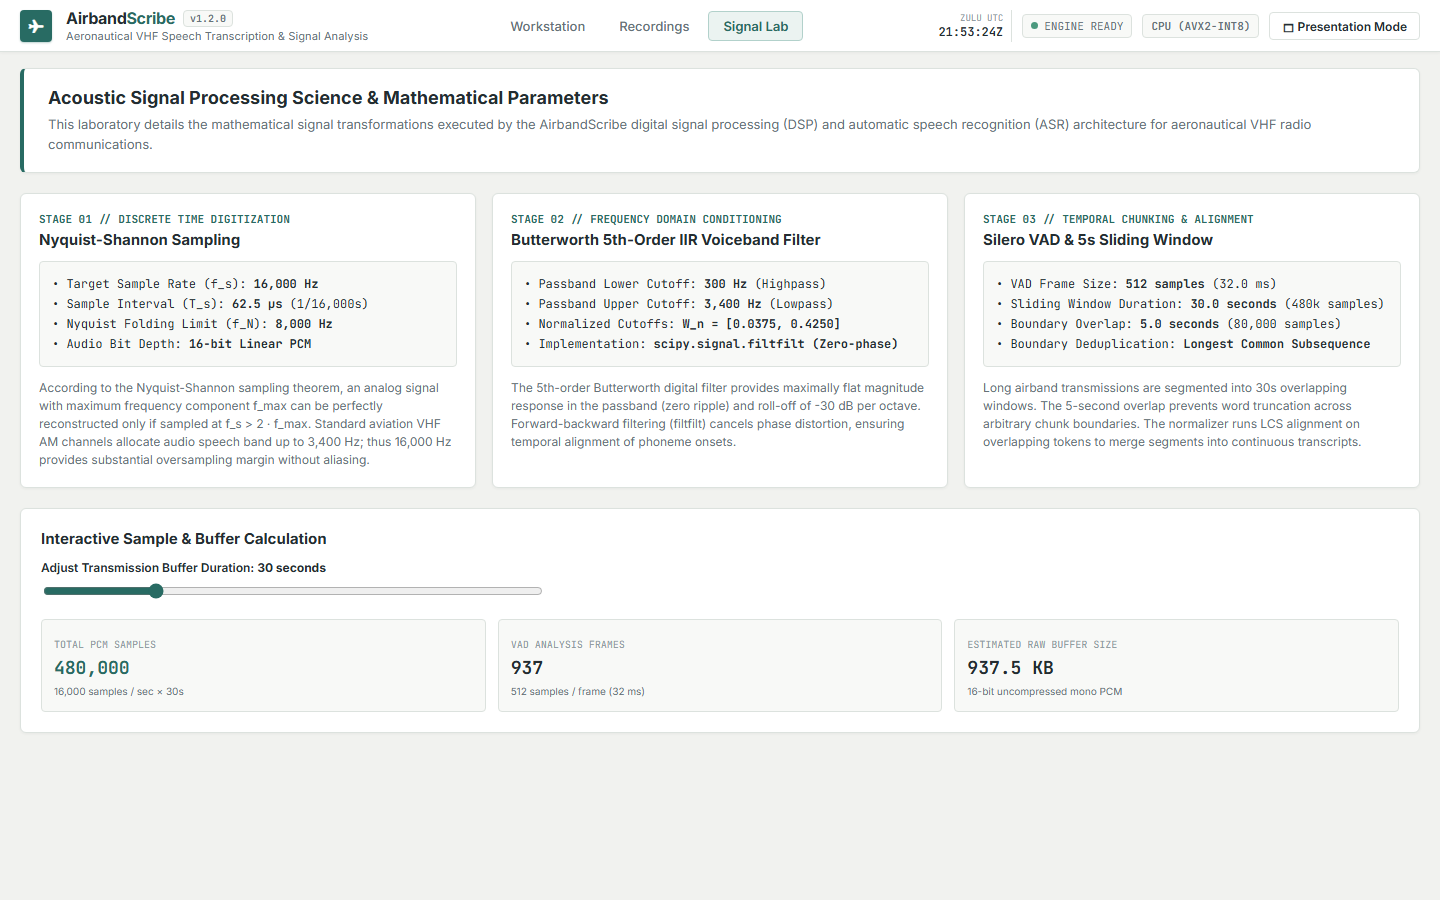 AirbandScribe v1.2.0
Aeronautical VHF Speech Transcription & Signal Analysis
Workstation
Recordings
Signal Lab
ZULU UTC
21:53:24Z
ENGINE READY
CPU (AVX2-INT8)
Presentation Mode
Acoustic Signal Processing Science & Mathematical Parameters
This laboratory details the mathematical signal transformations executed by the AirbandScribe digital signal processing (DSP) and automatic speech recognition (ASR) architecture for aeronautical VHF radio
communications.
STAGE 01 // DISCRETE TIME DIGITIZATION
Nyquist-Shannon Sampling
• Target Sample Rate (f_s): 16,000 Hz
• Sample Interval (T_s): 62.5 µs (1/16,000s)
• Nyquist Folding Limit (f_N): 8,000 Hz
• Audio Bit Depth: 16-bit Linear PCM
According to the Nyquist-Shannon sampling theorem, an analog signal
with maximum frequency component f_max can be perfectly
reconstructed only if sampled at f_s > 2 · f_max. Standard aviation VHF
AM channels allocate audio speech band up to 3,400 Hz; thus 16,000 Hz
provides substantial oversampling margin without aliasing.
STAGE 02 // FREQUENCY DOMAIN CONDITIONING
Butterworth 5th-Order IIR Voiceband Filter
• Passband Lower Cutoff: 300 Hz (Highpass)
• Passband Upper Cutoff: 3,400 Hz (Lowpass)
• Normalized Cutoffs: W_n = [0.0375, 0.4250]
• Implementation: scipy.signal.filtfilt (Zero-phase)
The 5th-order Butterworth digital filter provides maximally flat magnitude
response in the passband (zero ripple) and roll-off of -30 dB per octave.
Forward-backward filtering (filtfilt) cancels phase distortion, ensuring
temporal alignment of phoneme onsets.
STAGE 03 // TEMPORAL CHUNKING & ALIGNMENT
Silero VAD & 5s Sliding Window
• VAD Frame Size: 512 samples (32.0 ms)
• Sliding Window Duration: 30.0 seconds (480k samples)
• Boundary Overlap: 5.0 seconds (80,000 samples)
• Boundary Deduplication: Longest Common Subsequence
Long airband transmissions are segmented into 30s overlapping
windows. The 5-second overlap prevents word truncation across
arbitrary chunk boundaries. The normalizer runs LCS alignment on
overlapping tokens to merge segments into continuous transcripts.
Interactive Sample & Buffer Calculation
Adjust Transmission Buffer Duration: 30 seconds
TOTAL PCM SAMPLES
480,000
16,000 samples / sec × 30s
VAD ANALYSIS FRAMES
937
512 samples / frame (32 ms)
ESTIMATED RAW BUFFER SIZE
937.5 KB
16-bit uncompressed mono PCM